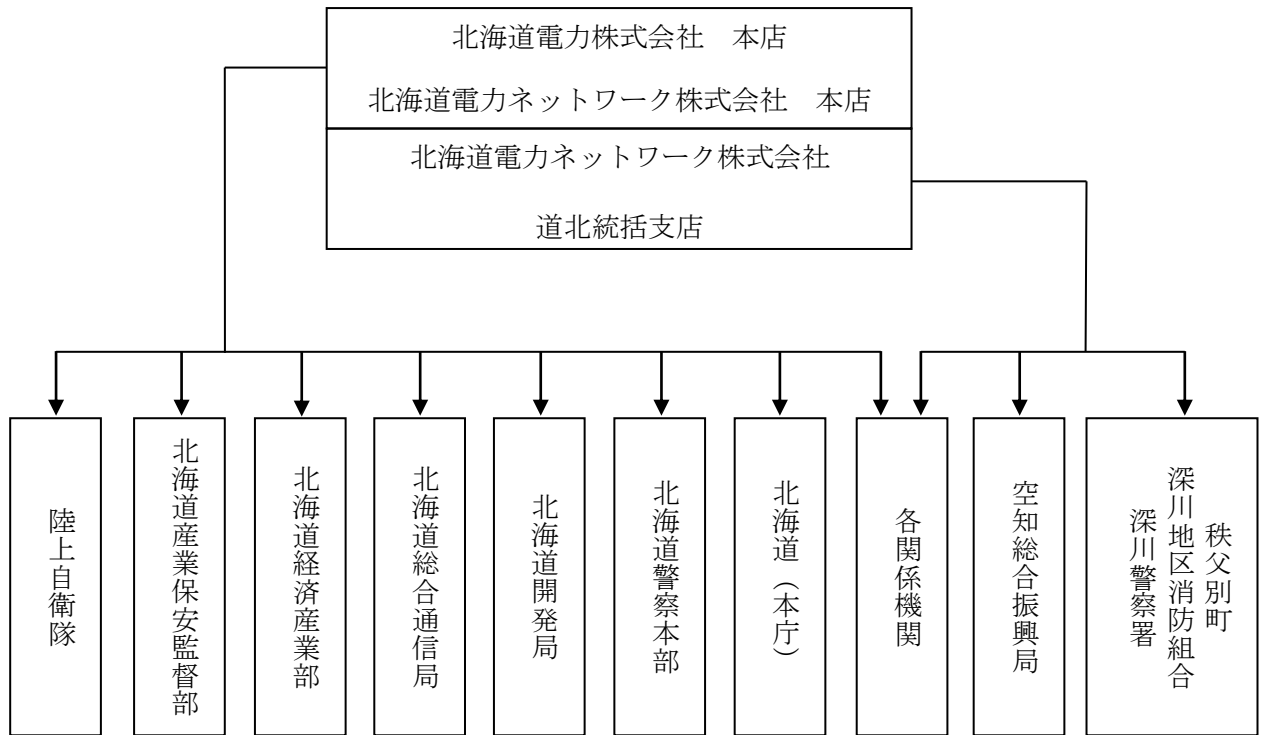 北海道電力株式会社　本店
北海道電力ネットワーク株式会社　本店
北海道電力ネットワーク株式会社
道北統括支店
陸上自衛隊
北海道産業保安監督部
北海道経済産業部
北海道総合通信局
北海道開発局
北海道警察本部
北海道（本庁）
各関係機関
空知総合振興局
秩父別町
深川地区消防組合
深川警察署